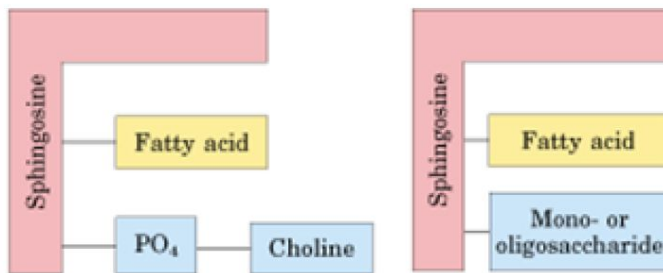 Sphingosine
Fatty acid
PO₄
Choline
Sphingosine
Fatty acid
Mono- or
oligosaccharide